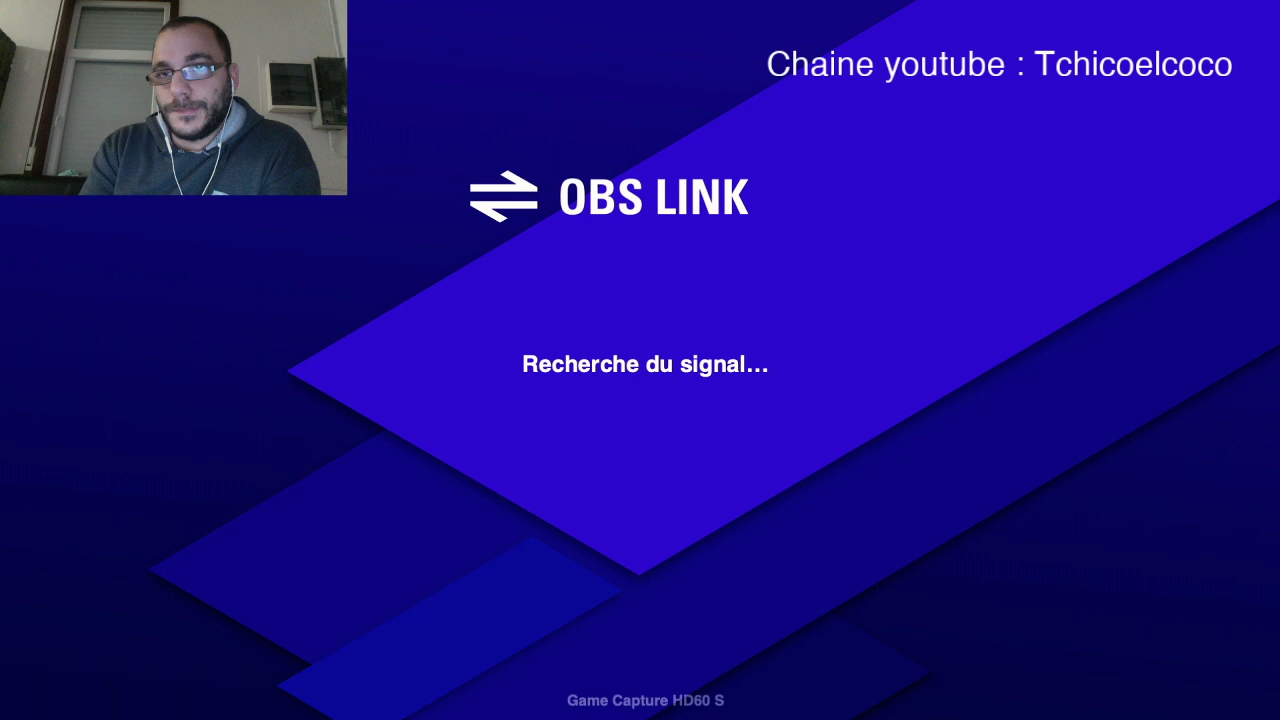 Chaine youtube : Tchicoelcoco
OBS LINK
Recherche du signal...
Game Capture HD60 S